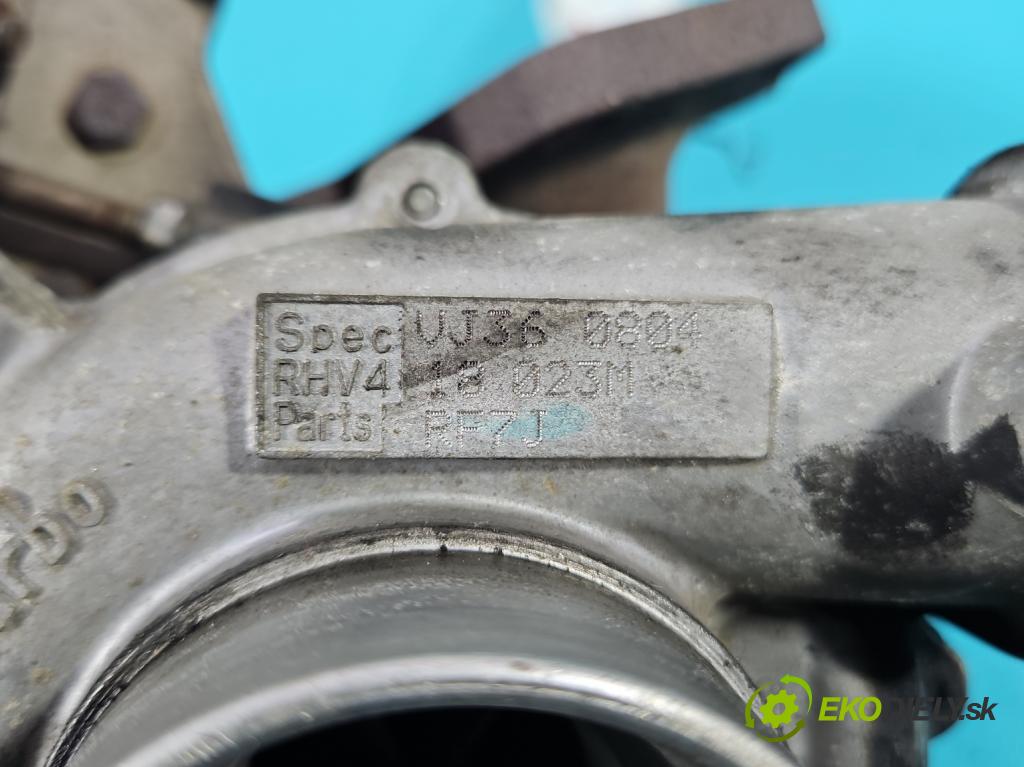 Spec VJ36 0804
RHV4 18 023M
Parts RF7J
EKODIELY.sk